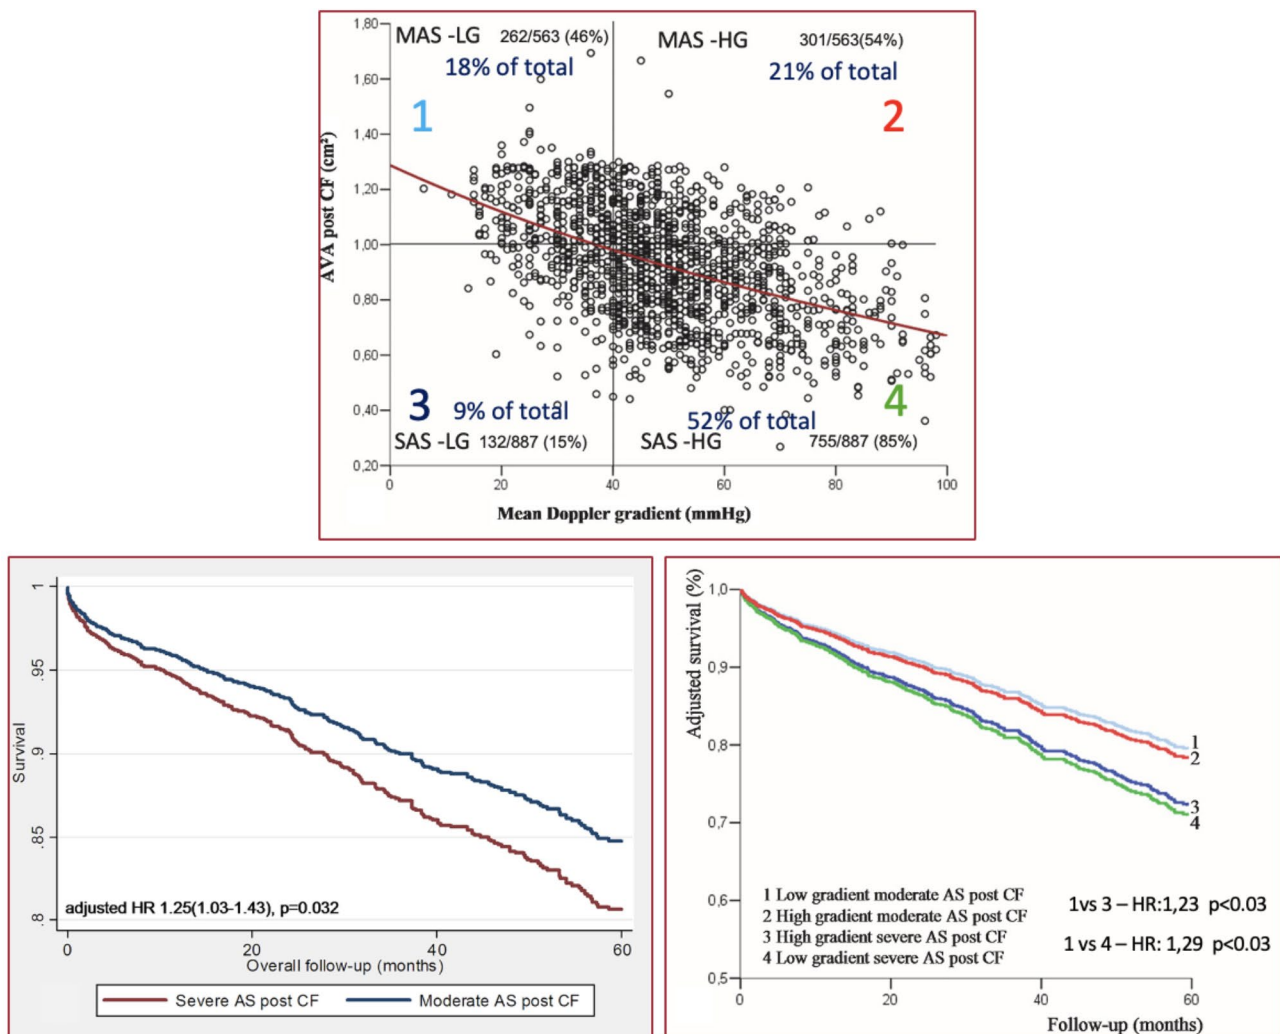 MAS -LG 262/563 (46%)
18% of total
1
MAS -HG 301/563(54%)
21% of total
2
3 9% of total
SAS -LG 132/887 (15%)
52% of total
4
SAS -HG 755/887 (85%)
AVA post CF (cm²)
1,80
1,60
1,40
1,20
1,00
0,80
0,60
0,40
0,20
0 20 40 60 80 100
Mean Doppler gradient (mmHg)
Survival
1
.95
.9
.85
.8
adjusted HR 1.25(1.03-1.43), p=0.032
0 20 40 60
Overall follow-up (months)
Severe AS post CF Moderate AS post CF
Adjusted survival (%)
1,0
0,9
0,8
0,7
0,6
0,5
1
2
3
4
1 Low gradient moderate AS post CF
2 High gradient moderate AS post CF
3 High gradient severe AS post CF
4 Low gradient severe AS post CF
1vs 3 – HR:1,23 p<0.03
1 vs 4 – HR: 1,29 p<0.03
0 20 40 60
Follow-up (months)